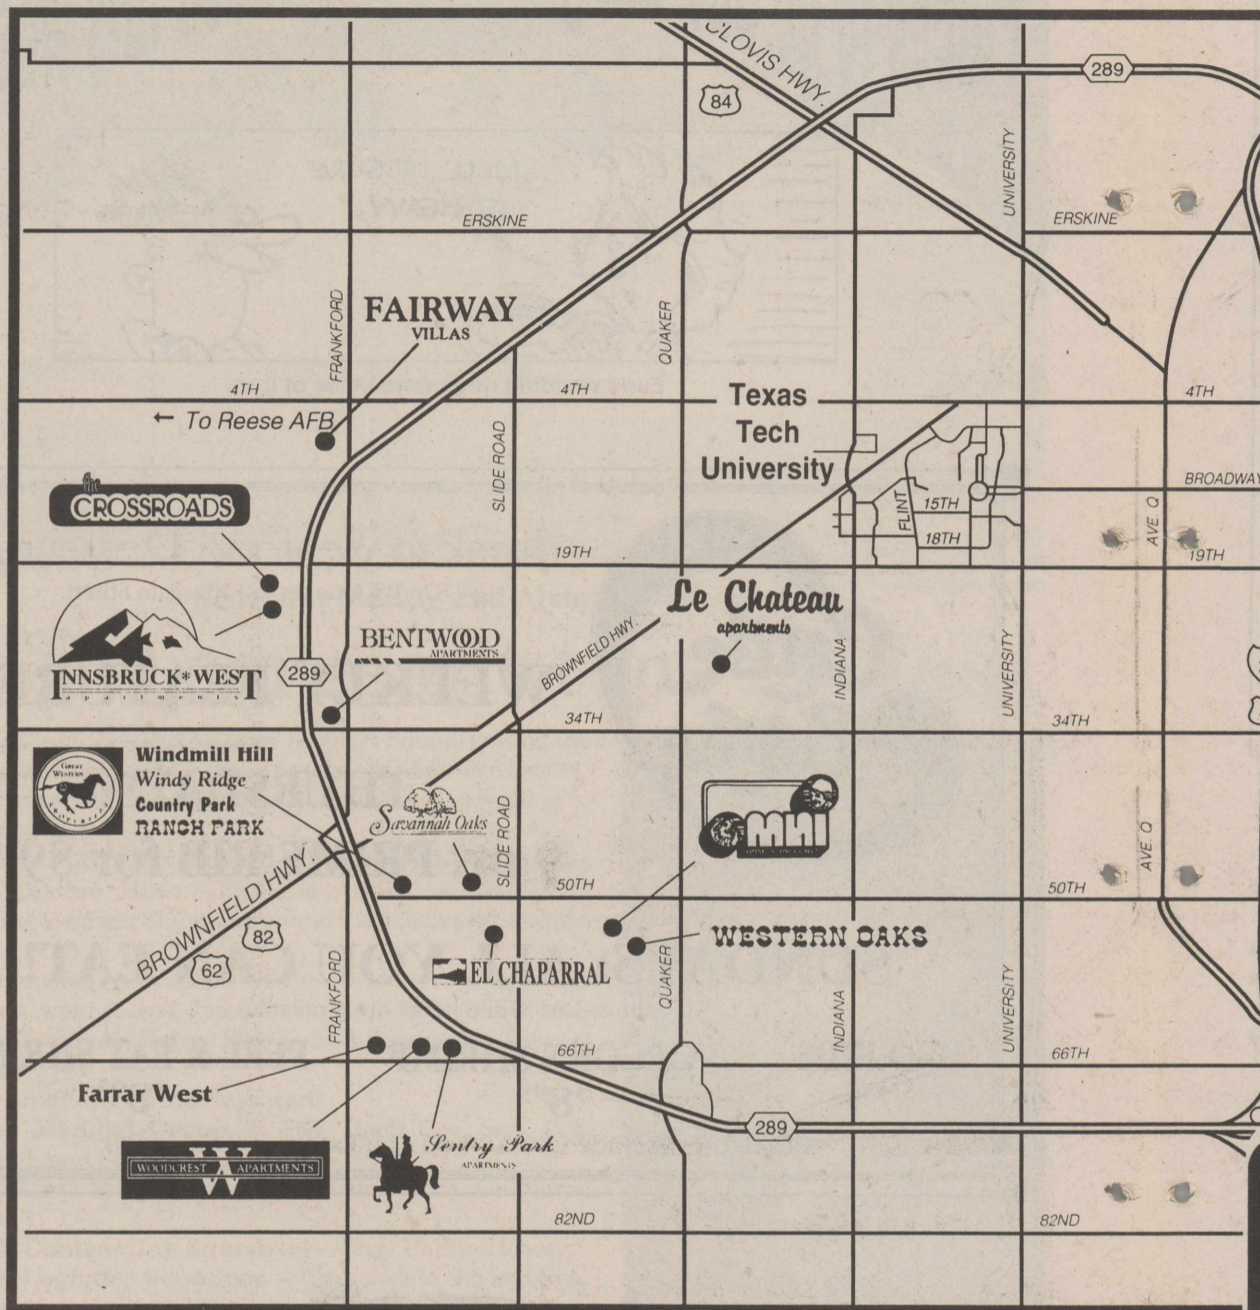 CLOVIS HWY.
289
84
UNIVERSITY
ERSKINE
ERSKINE
FRANKFORD
FAIRWAY
VILLAS
QUAKER
4TH
4TH
4TH
← To Reese AFB
Texas
Tech
University
SLIDE ROAD
the
CROSSROADS
BROADWAY
FLINT
15TH
18TH
AVE. Q
19TH
19TH
Le Chateau
apartments
INNSBRUCK*WEST
apartments
289
BENTWOOD
APARTMENTS
BROWNFIELD HWY.
INDIANA
UNIVERSITY
34TH
34TH
GREAT
WESTERN
Windmill Hill
Windy Ridge
Country Park
RANCH PARK
Savannah Oaks
SLIDE ROAD
MHI
AVE. Q
50TH
50TH
BROWNFIELD HWY.
82
62
EL CHAPARRAL
WESTERN OAKS
FRANKFORD
QUAKER
INDIANA
UNIVERSITY
66TH
66TH
Farrar West
289
WOODCREST W APARTMENTS
Sentry Park
APARTMENTS
82ND
82ND